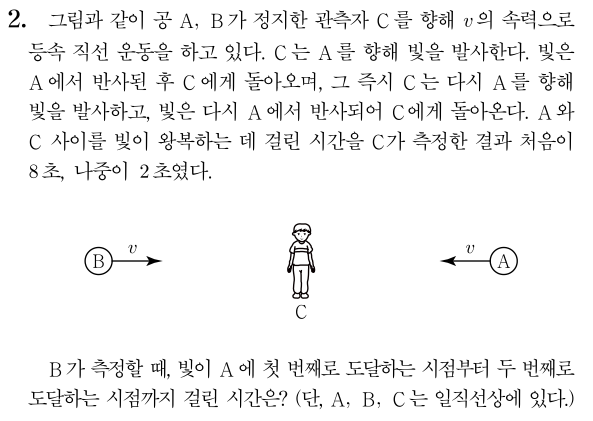 2. 그림과 같이 공 A, B가 정지한 관측자 C를 향해 v의 속력으로
등속 직선 운동을 하고 있다. C는 A를 향해 빛을 발사한다. 빛은
A에서 반사된 후 C에게 돌아오며, 그 즉시 C는 다시 A를 향해
빛을 발사하고, 빛은 다시 A에서 반사되어 C에게 돌아온다. A와
C 사이를 빛이 왕복하는 데 걸린 시간을 C가 측정한 결과 처음이
8초, 나중이 2초였다.
B v v A
C
B가 측정할 때, 빛이 A에 첫 번째로 도달하는 시점부터 두 번째로
도달하는 시점까지 걸린 시간은? (단, A, B, C는 일직선상에 있다.)